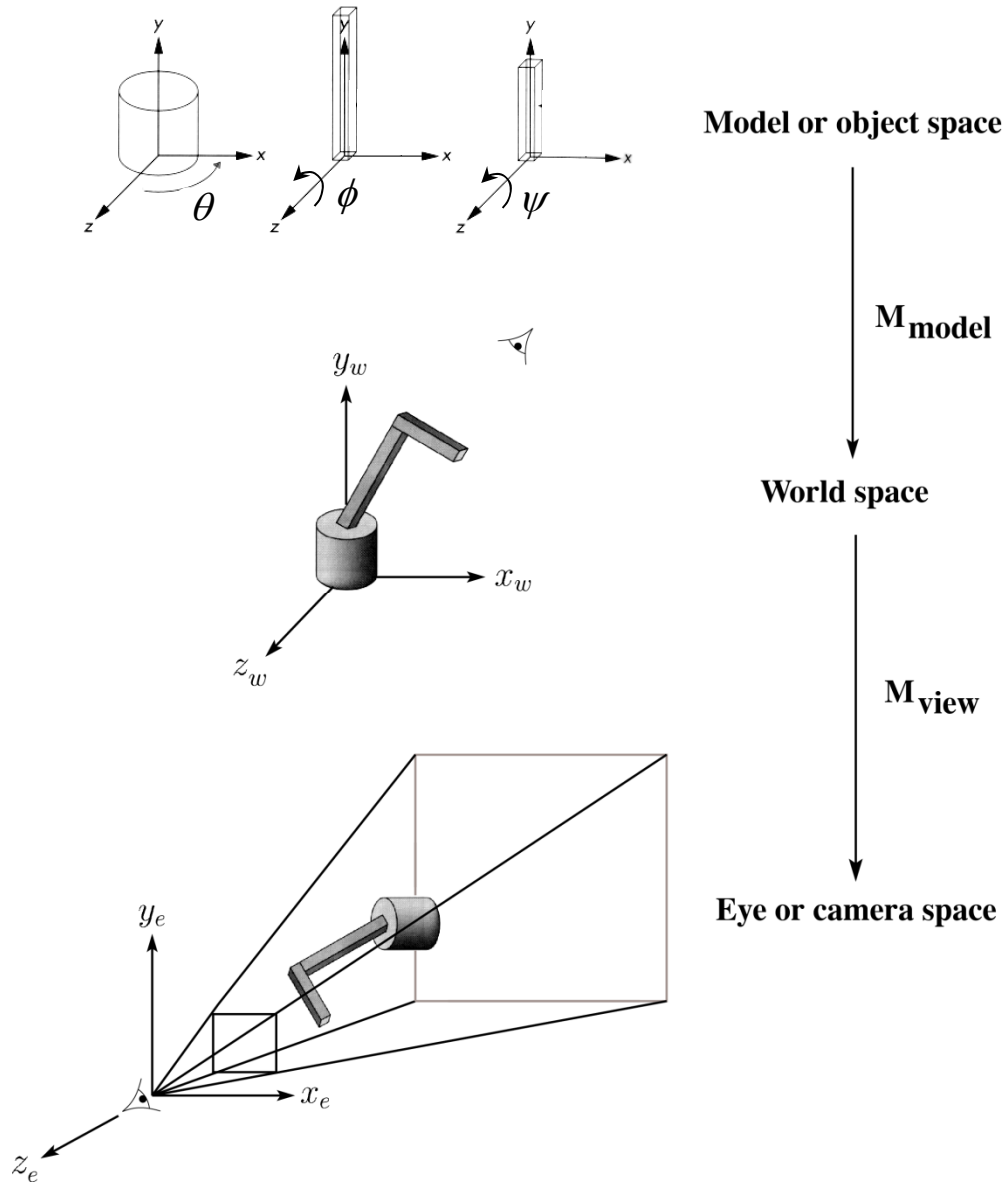 y
x
z
θ
y
x
z
ϕ
y
x
z
ψ
Model or object space
M_model
y_w
x_w
z_w
World space
M_view
Eye or camera space
y_e
x_e
z_e